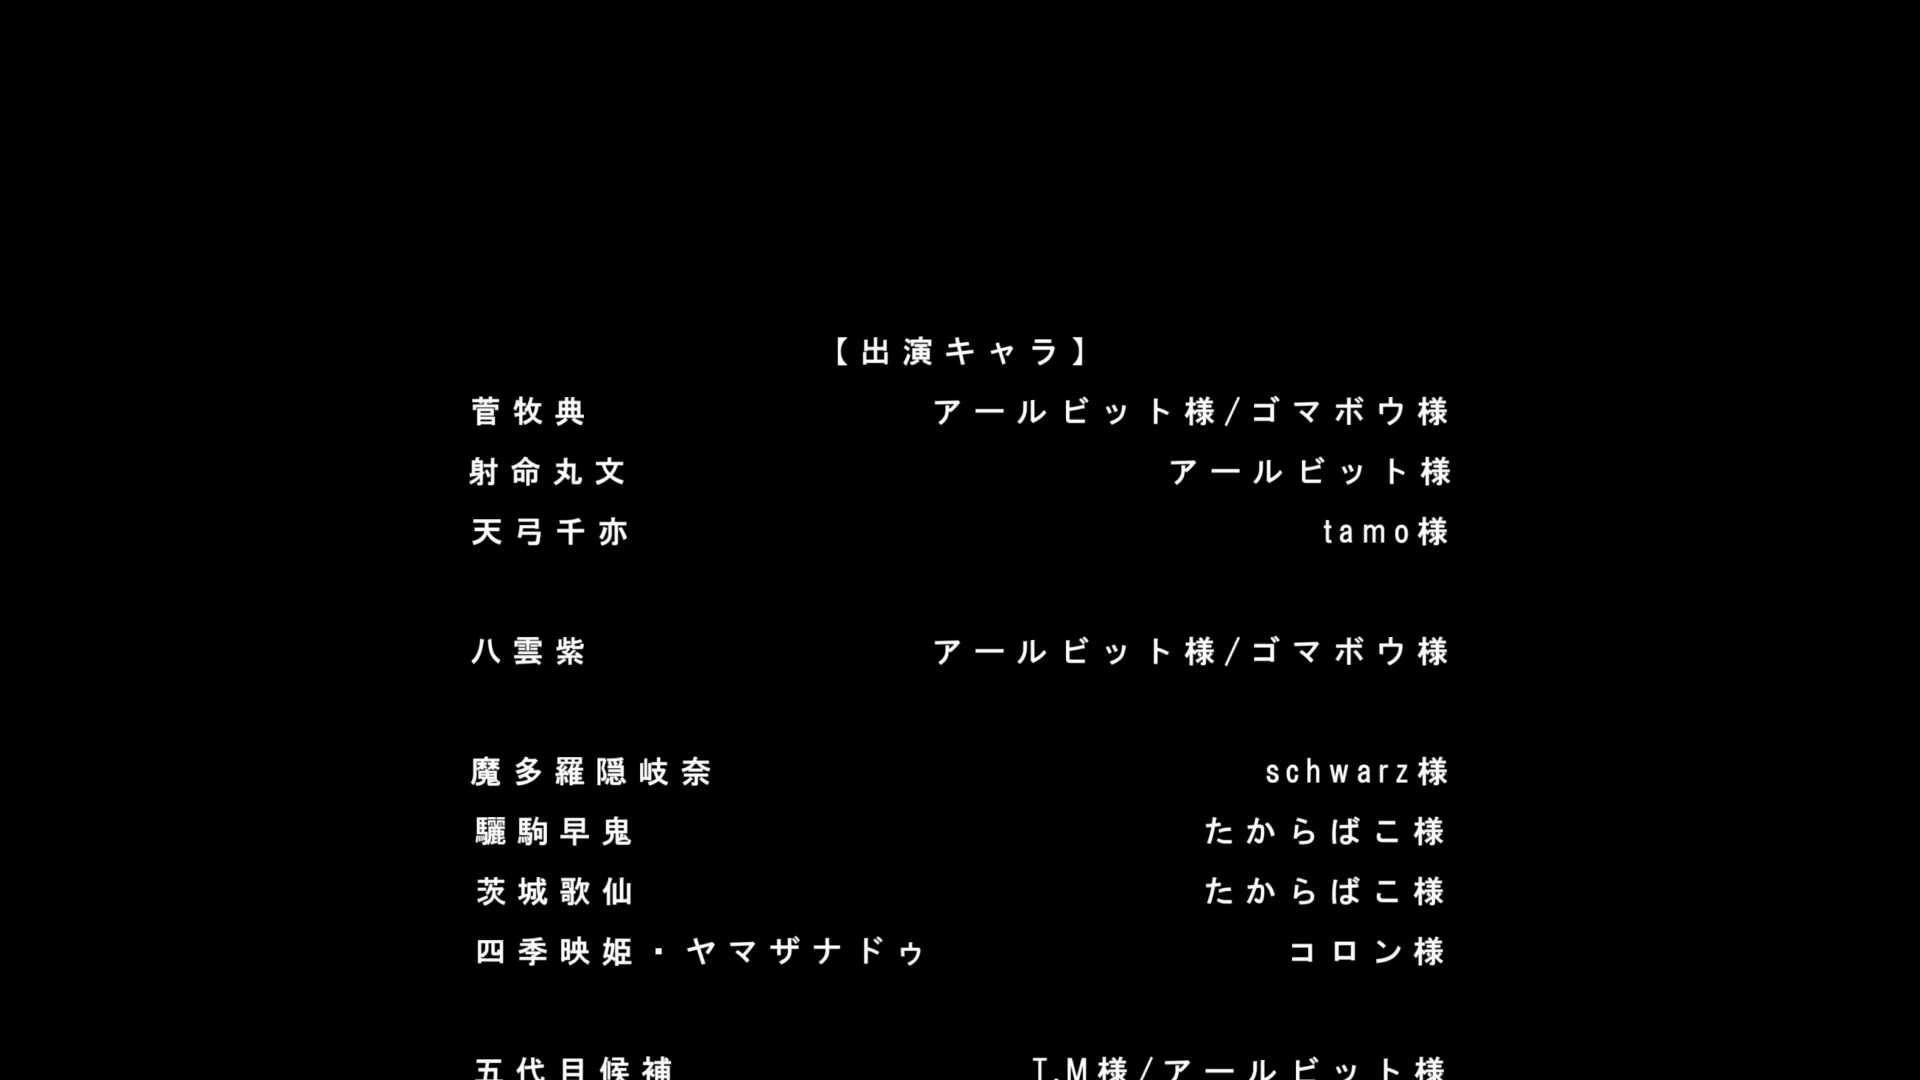 【出演キャラ】
菅牧典 アールビット様/ゴマボウ様
射命丸文 アールビット様
天弓千亦 tamo様
八雲紫 アールビット様/ゴマボウ様
魔多羅隠岐奈 schwarz様
驪駒早鬼 たからばこ様
茨城歌仙 たからばこ様
四季映姫・ヤマザナドゥ コロン様
五代目候補 T.M様/アールビット様